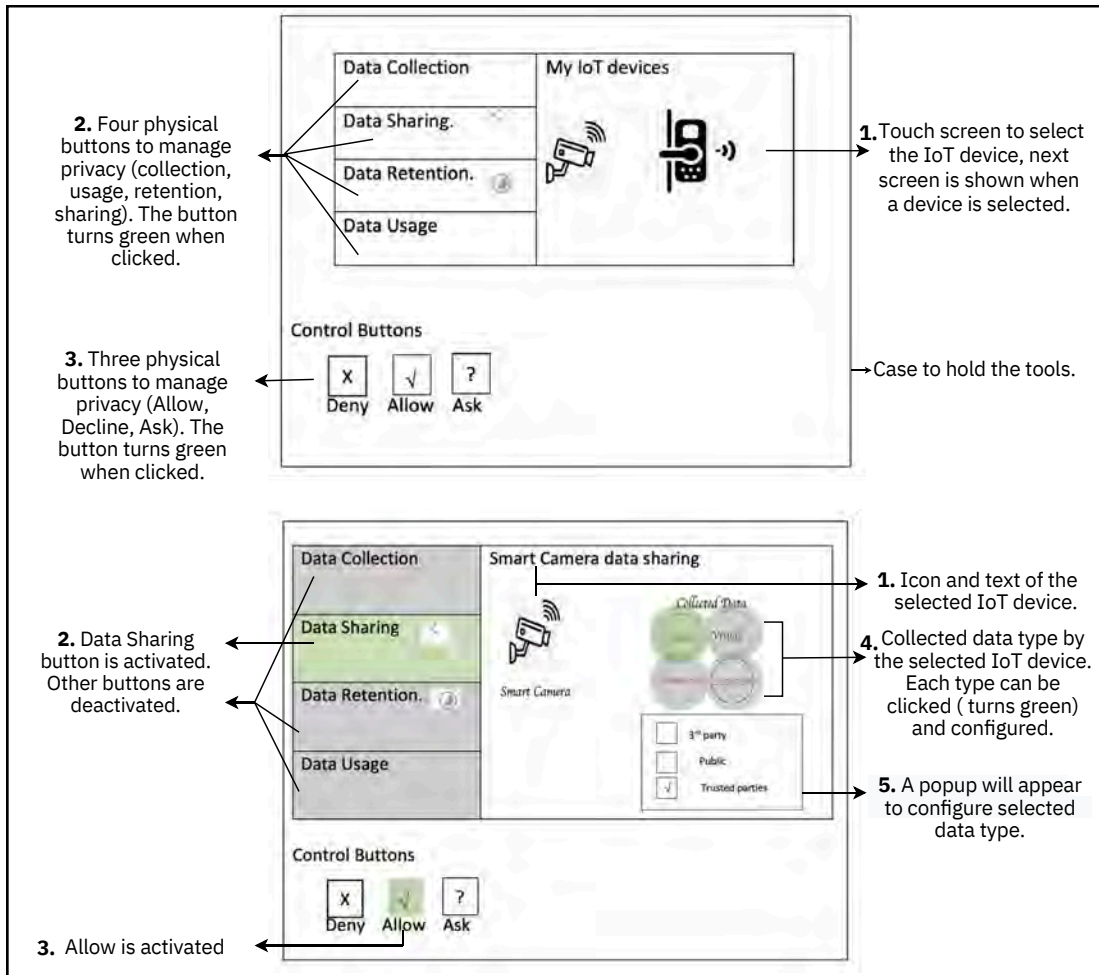 Data Collection
My IoT devices
Data Sharing.
Data Retention.
Data Usage
2. Four physical
buttons to manage
privacy (collection,
usage, retention,
sharing). The button
turns green when
clicked.
1. Touch screen to select
the IoT device, next
screen is shown when
a device is selected.
Control Buttons
X
√
?
Deny
Allow
Ask
3. Three physical
buttons to manage
privacy (Allow,
Decline, Ask). The
button turns green
when clicked.
Case to hold the tools.
Data Collection
Smart Camera data sharing
Data Sharing
Data Retention.
Data Usage
2. Data Sharing
button is activated.
Other buttons are
deactivated.
Smart Camera
Collected Data
3rd party
Public
√ Trusted parties
1. Icon and text of the
selected IoT device.
4. Collected data type by
the selected IoT device.
Each type can be
clicked ( turns green)
and configured.
5. A popup will appear
to configure selected
data type.
Control Buttons
X
√
?
Deny
Allow
Ask
3. Allow is activated